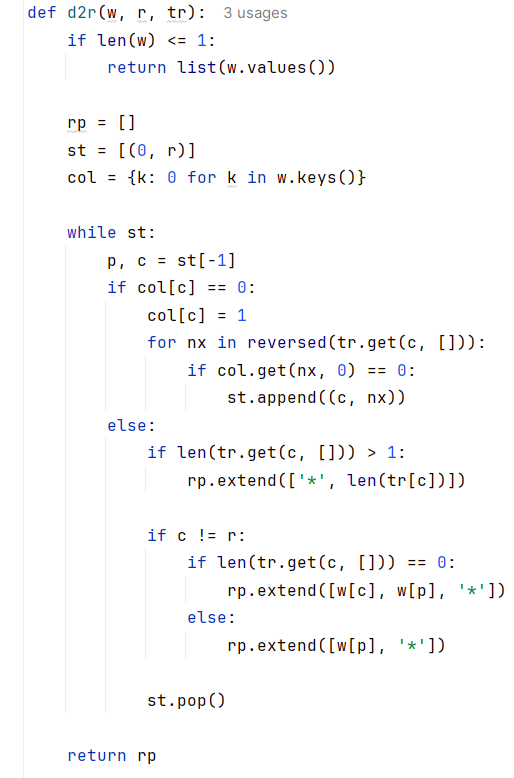 def d2r(w, r, tr):   3 usages
    if len(w) <= 1:
        return list(w.values())

    rp = []
    st = [(0, r)]
    col = {k: 0 for k in w.keys()}

    while st:
        p, c = st[-1]
        if col[c] == 0:
            col[c] = 1
            for nx in reversed(tr.get(c, [])):
                if col.get(nx, 0) == 0:
                    st.append((c, nx))
        else:
            if len(tr.get(c, [])) > 1:
                rp.extend(['*', len(tr[c])])

            if c != r:
                if len(tr.get(c, [])) == 0:
                    rp.extend([w[c], w[p], '*'])
                else:
                    rp.extend([w[p], '*'])

            st.pop()

    return rp